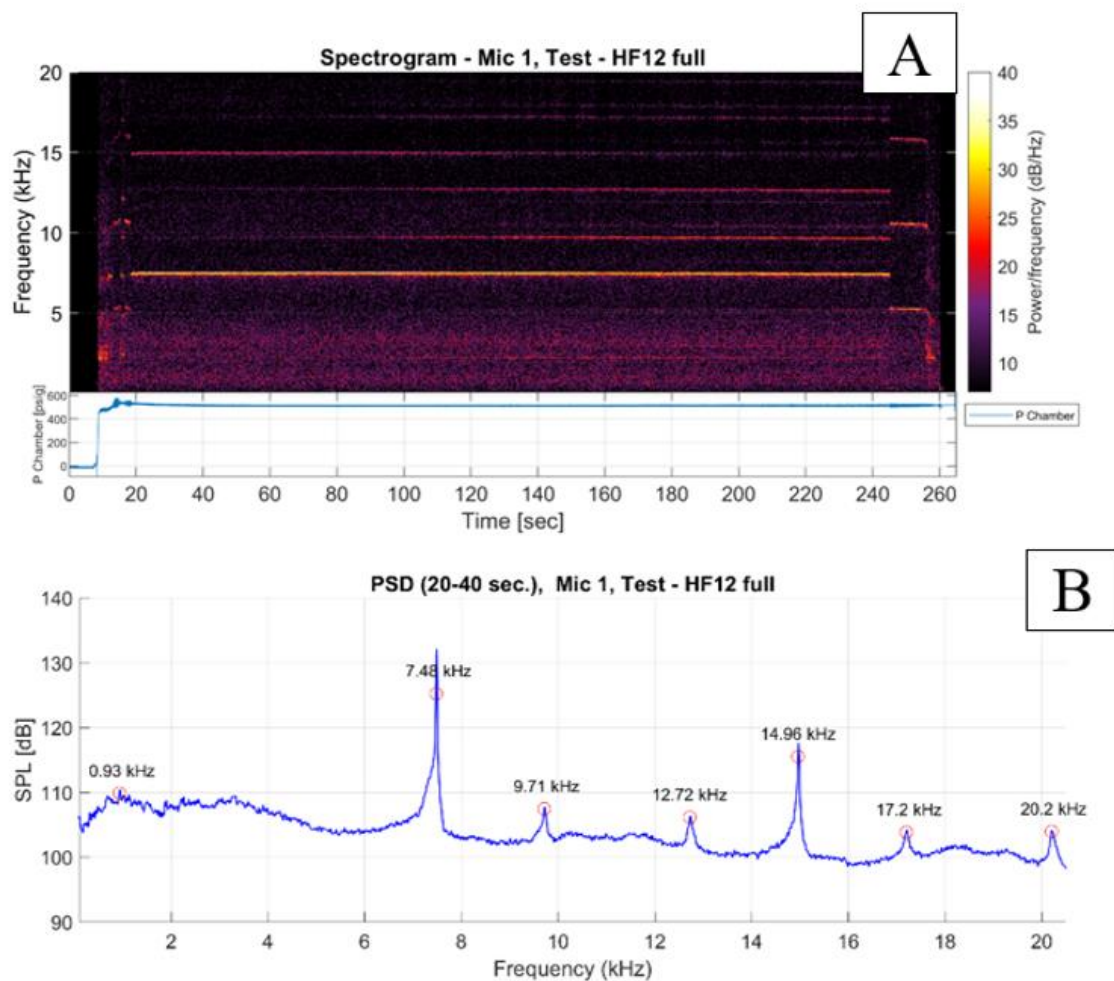 A
Spectrogram - Mic 1, Test - HF12 full
20
15
10
5
Frequency (kHz)
40
35
30
25
20
15
10
Power/frequency (dB/Hz)
600
400
200
0
P Chamber [psig]
P Chamber
0 20 40 60 80 100 120 140 160 180 200 220 240 260
Time [sec]
B
PSD (20-40 sec.), Mic 1, Test - HF12 full
140
130
120
110
100
90
SPL [dB]
0.93 kHz
7.48 kHz
9.71 kHz
12.72 kHz
14.96 kHz
17.2 kHz
20.2 kHz
2 4 6 8 10 12 14 16 18 20
Frequency (kHz)